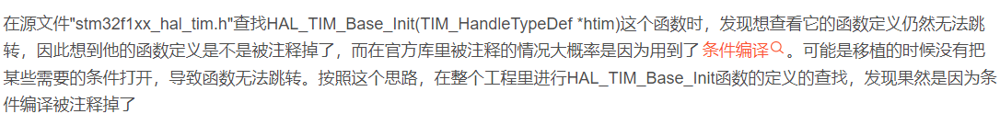 在源文件"stm32f1xx_hal_tim.h"查找HAL_TIM_Base_Init(TIM_HandleTypeDef *htim)这个函数时，发现想查看它的函数定义仍然无法跳
转，因此想到他的函数定义是不是被注释掉了，而在官方库里被注释的情况大概率是因为用到了条件编译。可能是移植的时候没有把
某些需要的条件打开，导致函数无法跳转。按照这个思路，在整个工程里进行HAL_TIM_Base_Init函数的定义的查找，发现果然是因为条
件编译被注释掉了